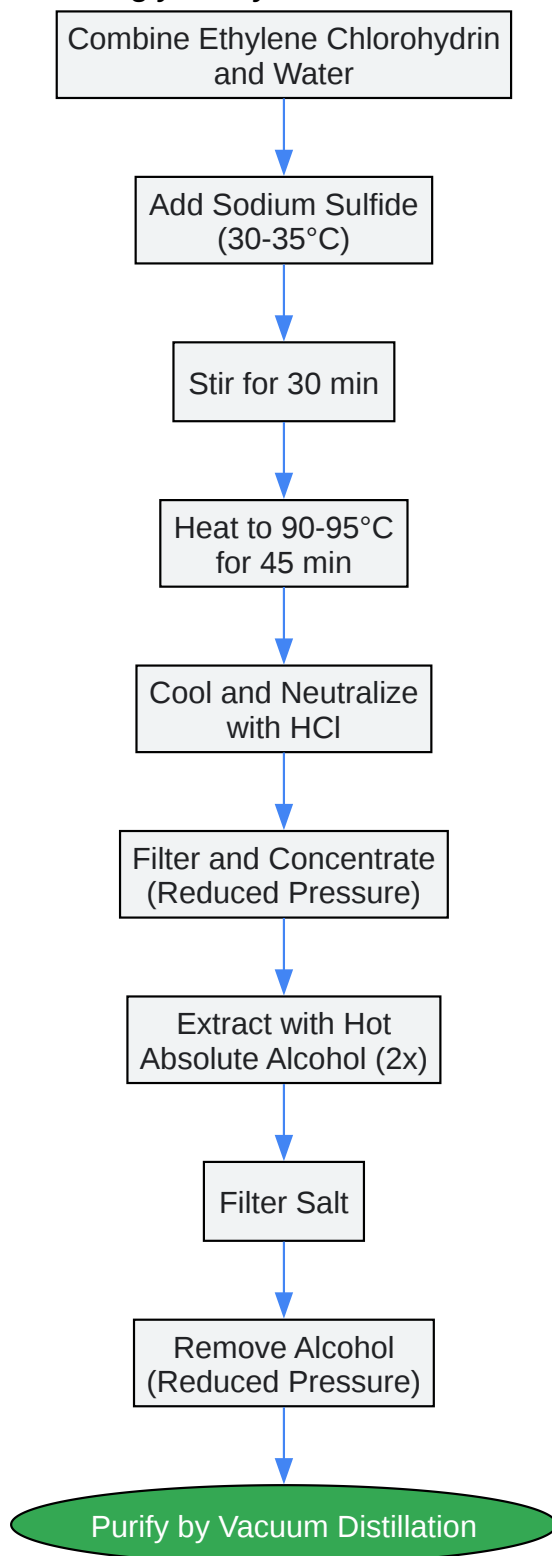 Combine Ethylene Chlorohydrin
and Water
Add Sodium Sulfide
(30-35°C)
Stir for 30 min
Heat to 90-95°C
for 45 min
Cool and Neutralize
with HCl
Filter and Concentrate
(Reduced Pressure)
Extract with Hot
Absolute Alcohol (2x)
Filter Salt
Remove Alcohol
(Reduced Pressure)
Purify by Vacuum Distillation